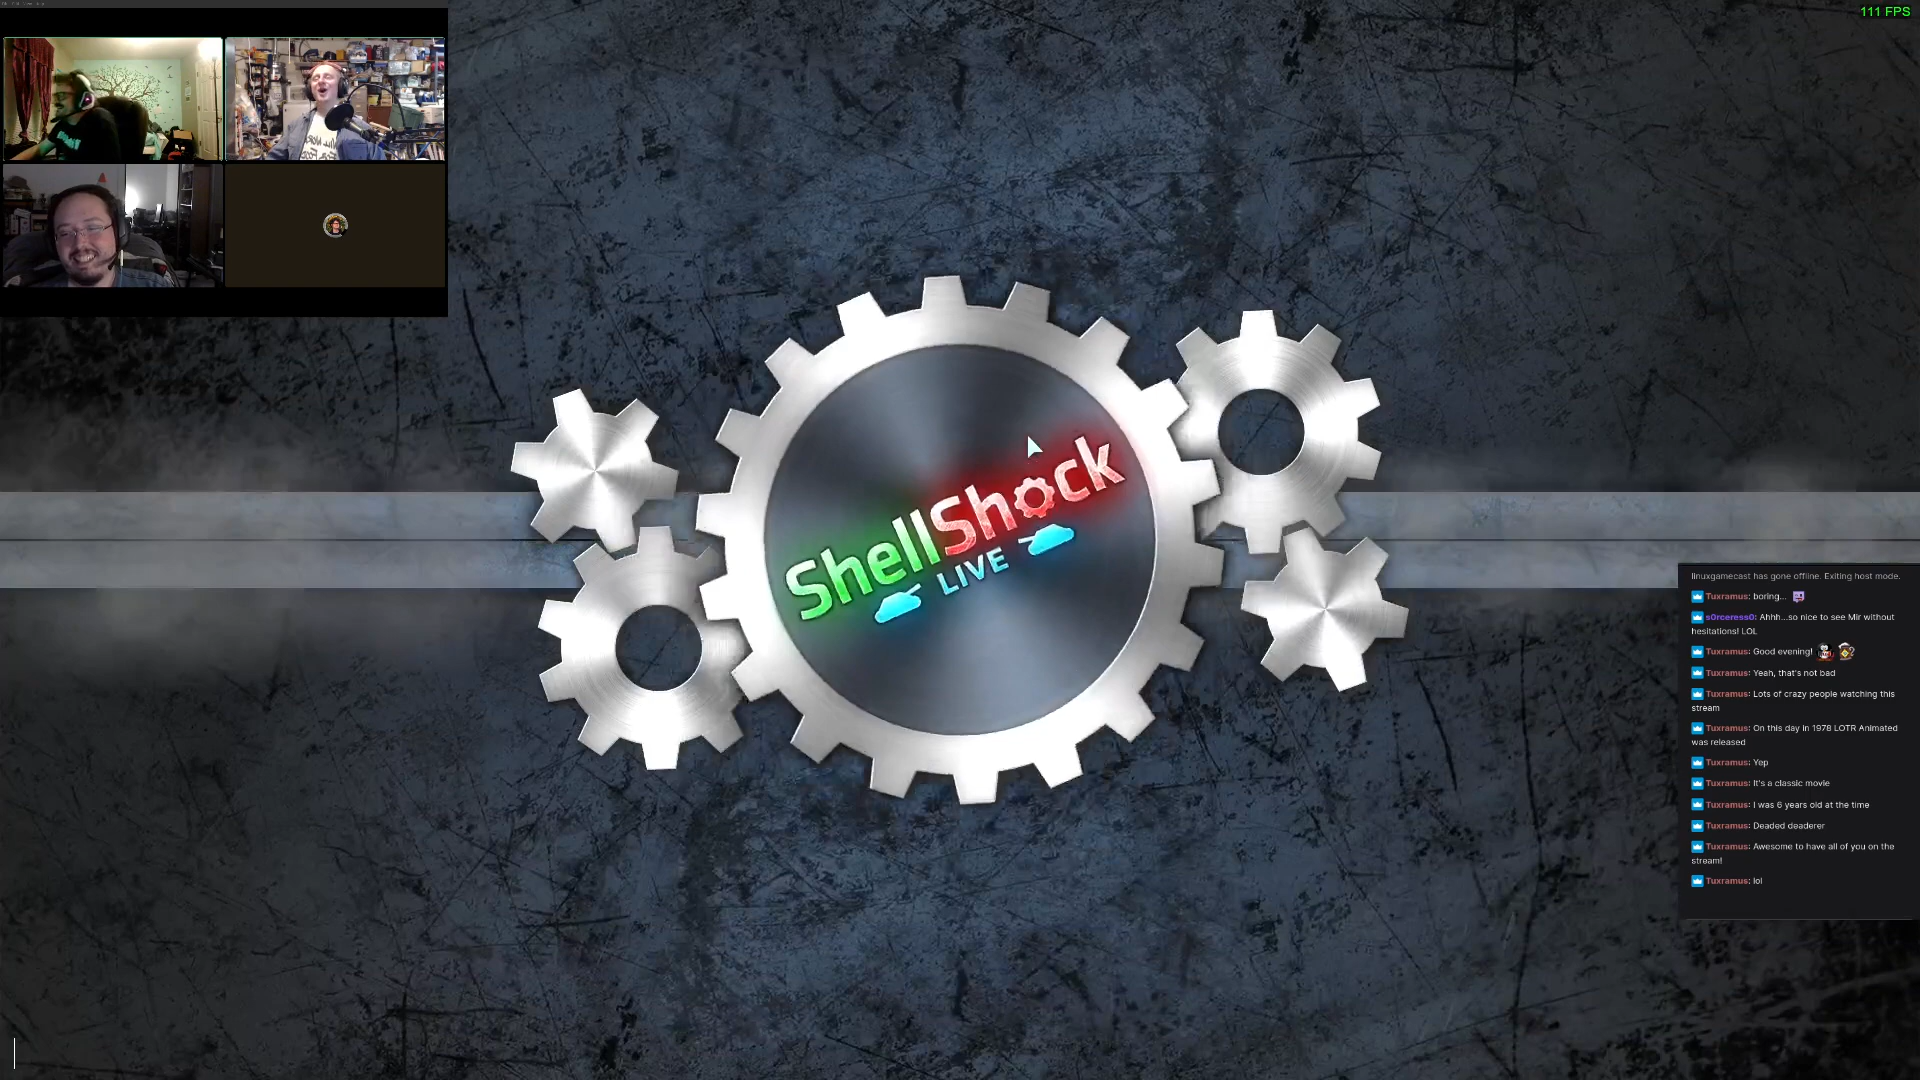 111 FPS
ShellShock
LIVE
linuxgamecast has gone offline. Exiting host mode.
Tuxramus: boring...
s0rceress0: Ahhh...so nice to see Mir without
hesitations! LOL
Tuxramus: Good evening!
Tuxramus: Yeah, that's not bad
Tuxramus: Lots of crazy people watching this
stream
Tuxramus: On this day in 1978 LOTR Animated
was released
Tuxramus: Yep
Tuxramus: It's a classic movie
Tuxramus: I was 6 years old at the time
Tuxramus: Deaded deaderer
Tuxramus: Awesome to have all of you on the
stream!
Tuxramus: lol